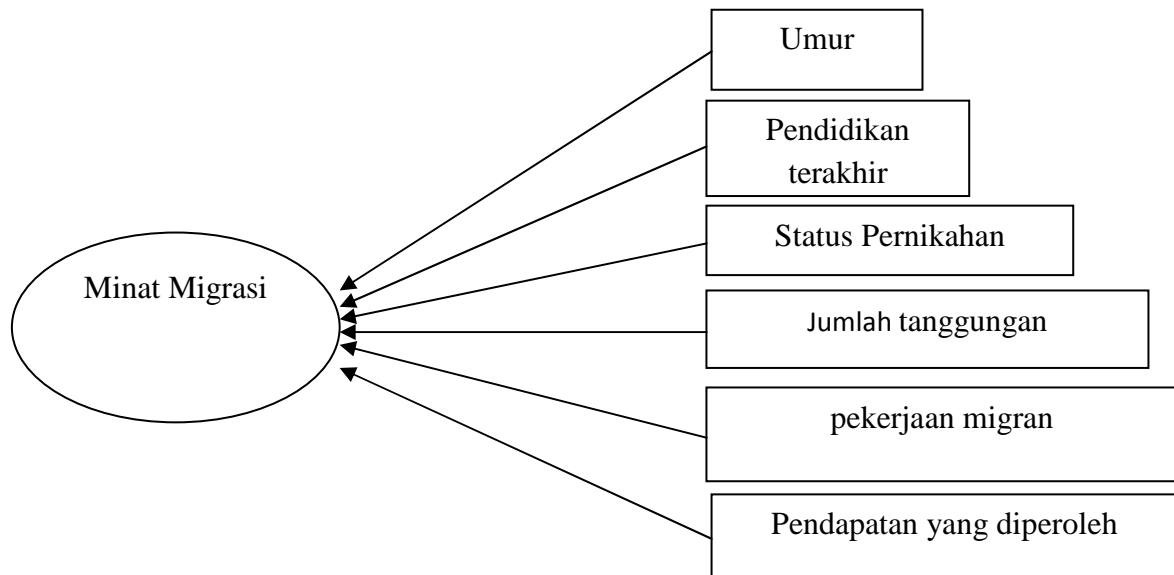 Umur
Pendidikan
terakhir
Status Pernikahan
Minat Migrasi
Jumlah tanggungan
pekerjaan migran
Pendapatan yang diperoleh